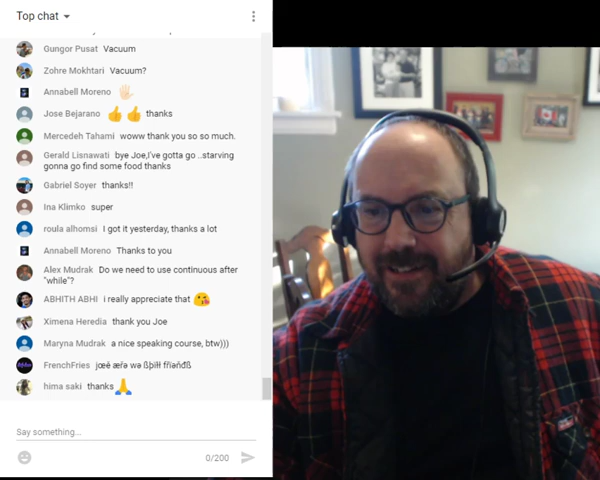 Top chat
Gungor Pusat Vacuum
Zohre Mokhtari Vacuum?
Annabell Moreno
Jose Bejarano thanks
Mercedeh Tahami woww thank you so so much.
Gerald Lisnawati bye Joe,I've gotta go ..starving
gonna go find some food thanks
Gabriel Soyer thanks!!
Ina Klimko super
roula alhomsi I got it yesterday, thanks a lot
Annabell Moreno Thanks to you
Alex Mudrak Do we need to use continuous after
"while"?
ABHITH ABHI i really appreciate that
Ximena Heredia thank you Joe
Maryna Mudrak a nice speaking course, btw)))
FrenchFries
hima saki thanks
Say something...
0/200